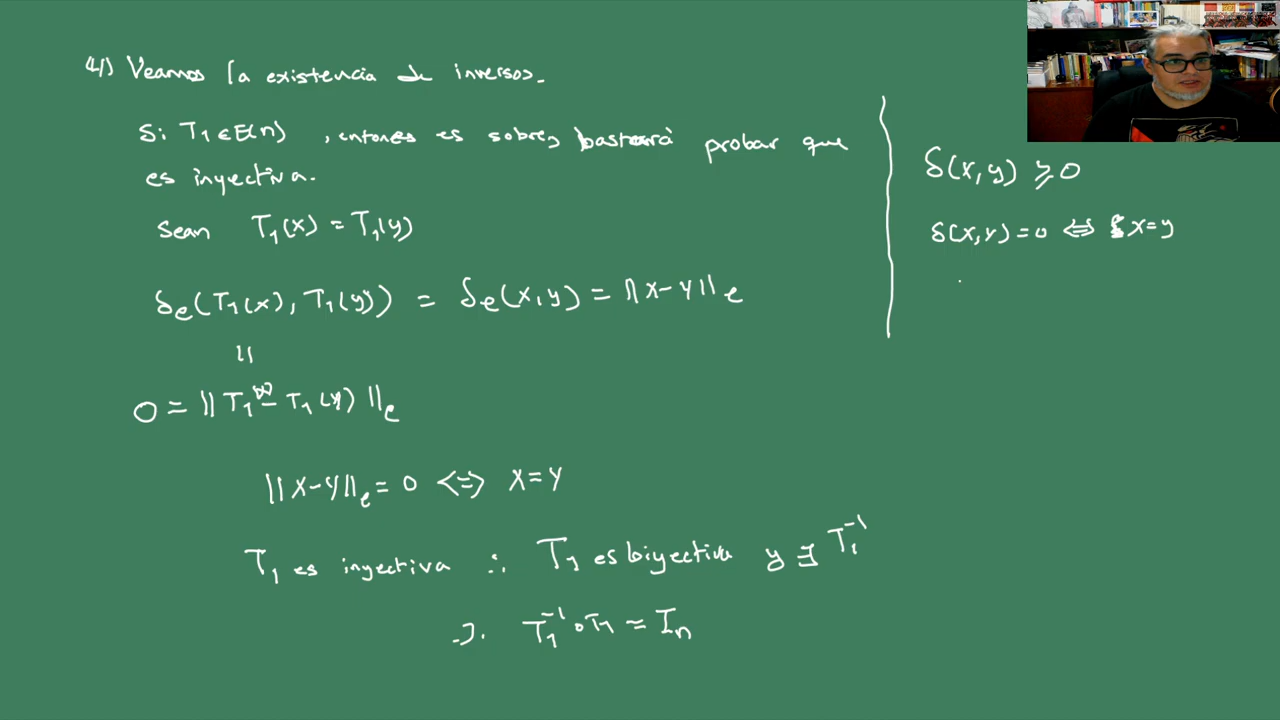 4) Veamos la existencia de inversos.
Si T₁ ∈ E(n) , entonces es sobre, bastará probar que
es inyectiva.
Sean T₁(x) = T₁(y)
δe(T₁(x), T₁(y)) = δe(x,y) = ||x-y||e
||
0 = ||T₁(x) - T₁(y)||e
||x-y||e = 0 <=> x=y
T₁ es inyectiva ∴ T₁ es biyectiva y ∃ T₁⁻¹
.). T₁⁻¹ ∘ T₁ = In
δ(x,y) ⩾ 0
δ(x,y) = 0 <=> x=y